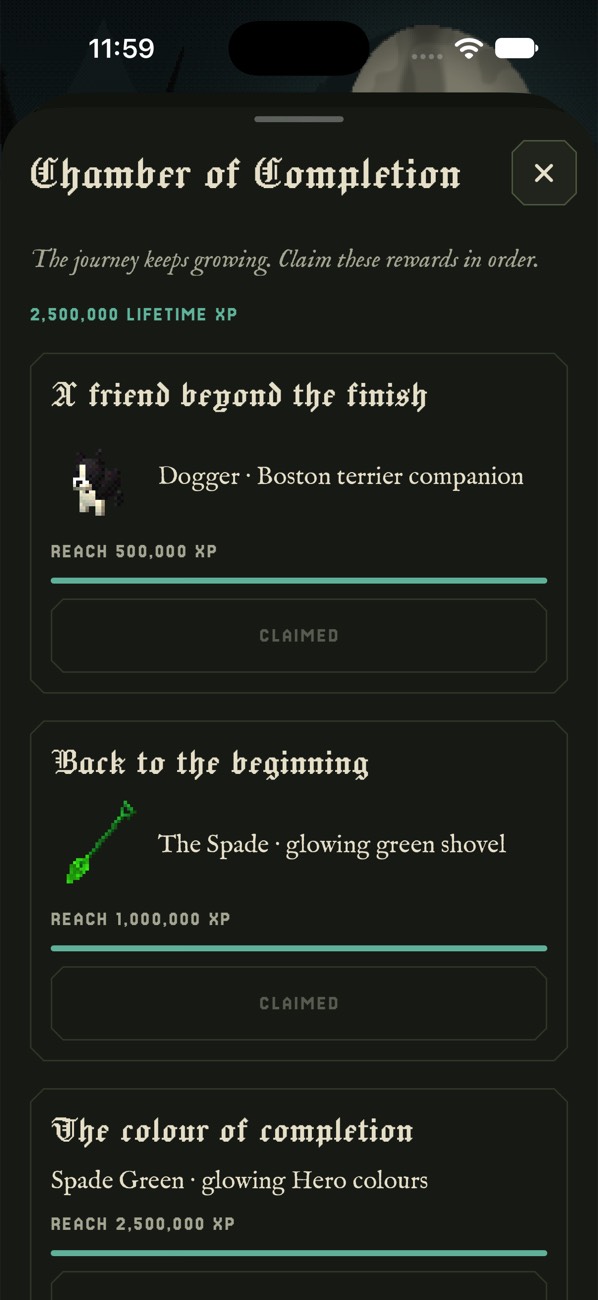 11:59
Chamber of Completion
The journey keeps growing. Claim these rewards in order.
2,500,000 LIFETIME XP
A friend beyond the finish
Dogger · Boston terrier companion
REACH 500,000 XP
CLAIMED
Back to the beginning
The Spade · glowing green shovel
REACH 1,000,000 XP
CLAIMED
The colour of completion
Spade Green · glowing Hero colours
REACH 2,500,000 XP